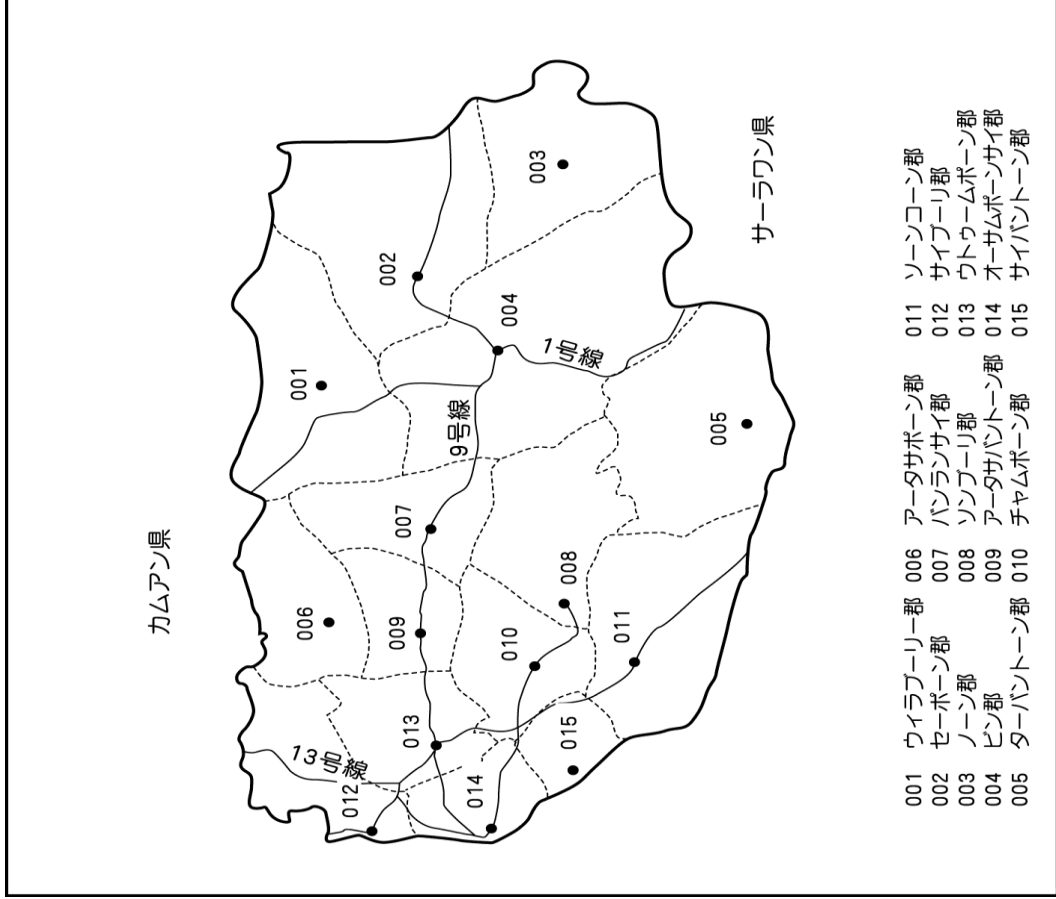 カムアン県
サーラワン県
13号線
9号線
1号線
001
002
003
004
005
006
007
008
009
010
011
012
013
014
015
001 ウィラブーリー郡
002 セーポーン郡
003 ノーン郡
004 ピン郡
005 ターパントーン郡
006 アータサポーン郡
007 パランサイ郡
008 ソンブーリ郡
009 アータサパントーン郡
010 チャムポーン郡
011 ソーンコーン郡
012 サイブーリ郡
013 ウトゥームポーン郡
014 オーサムポーンサイ郡
015 サイパントーン郡